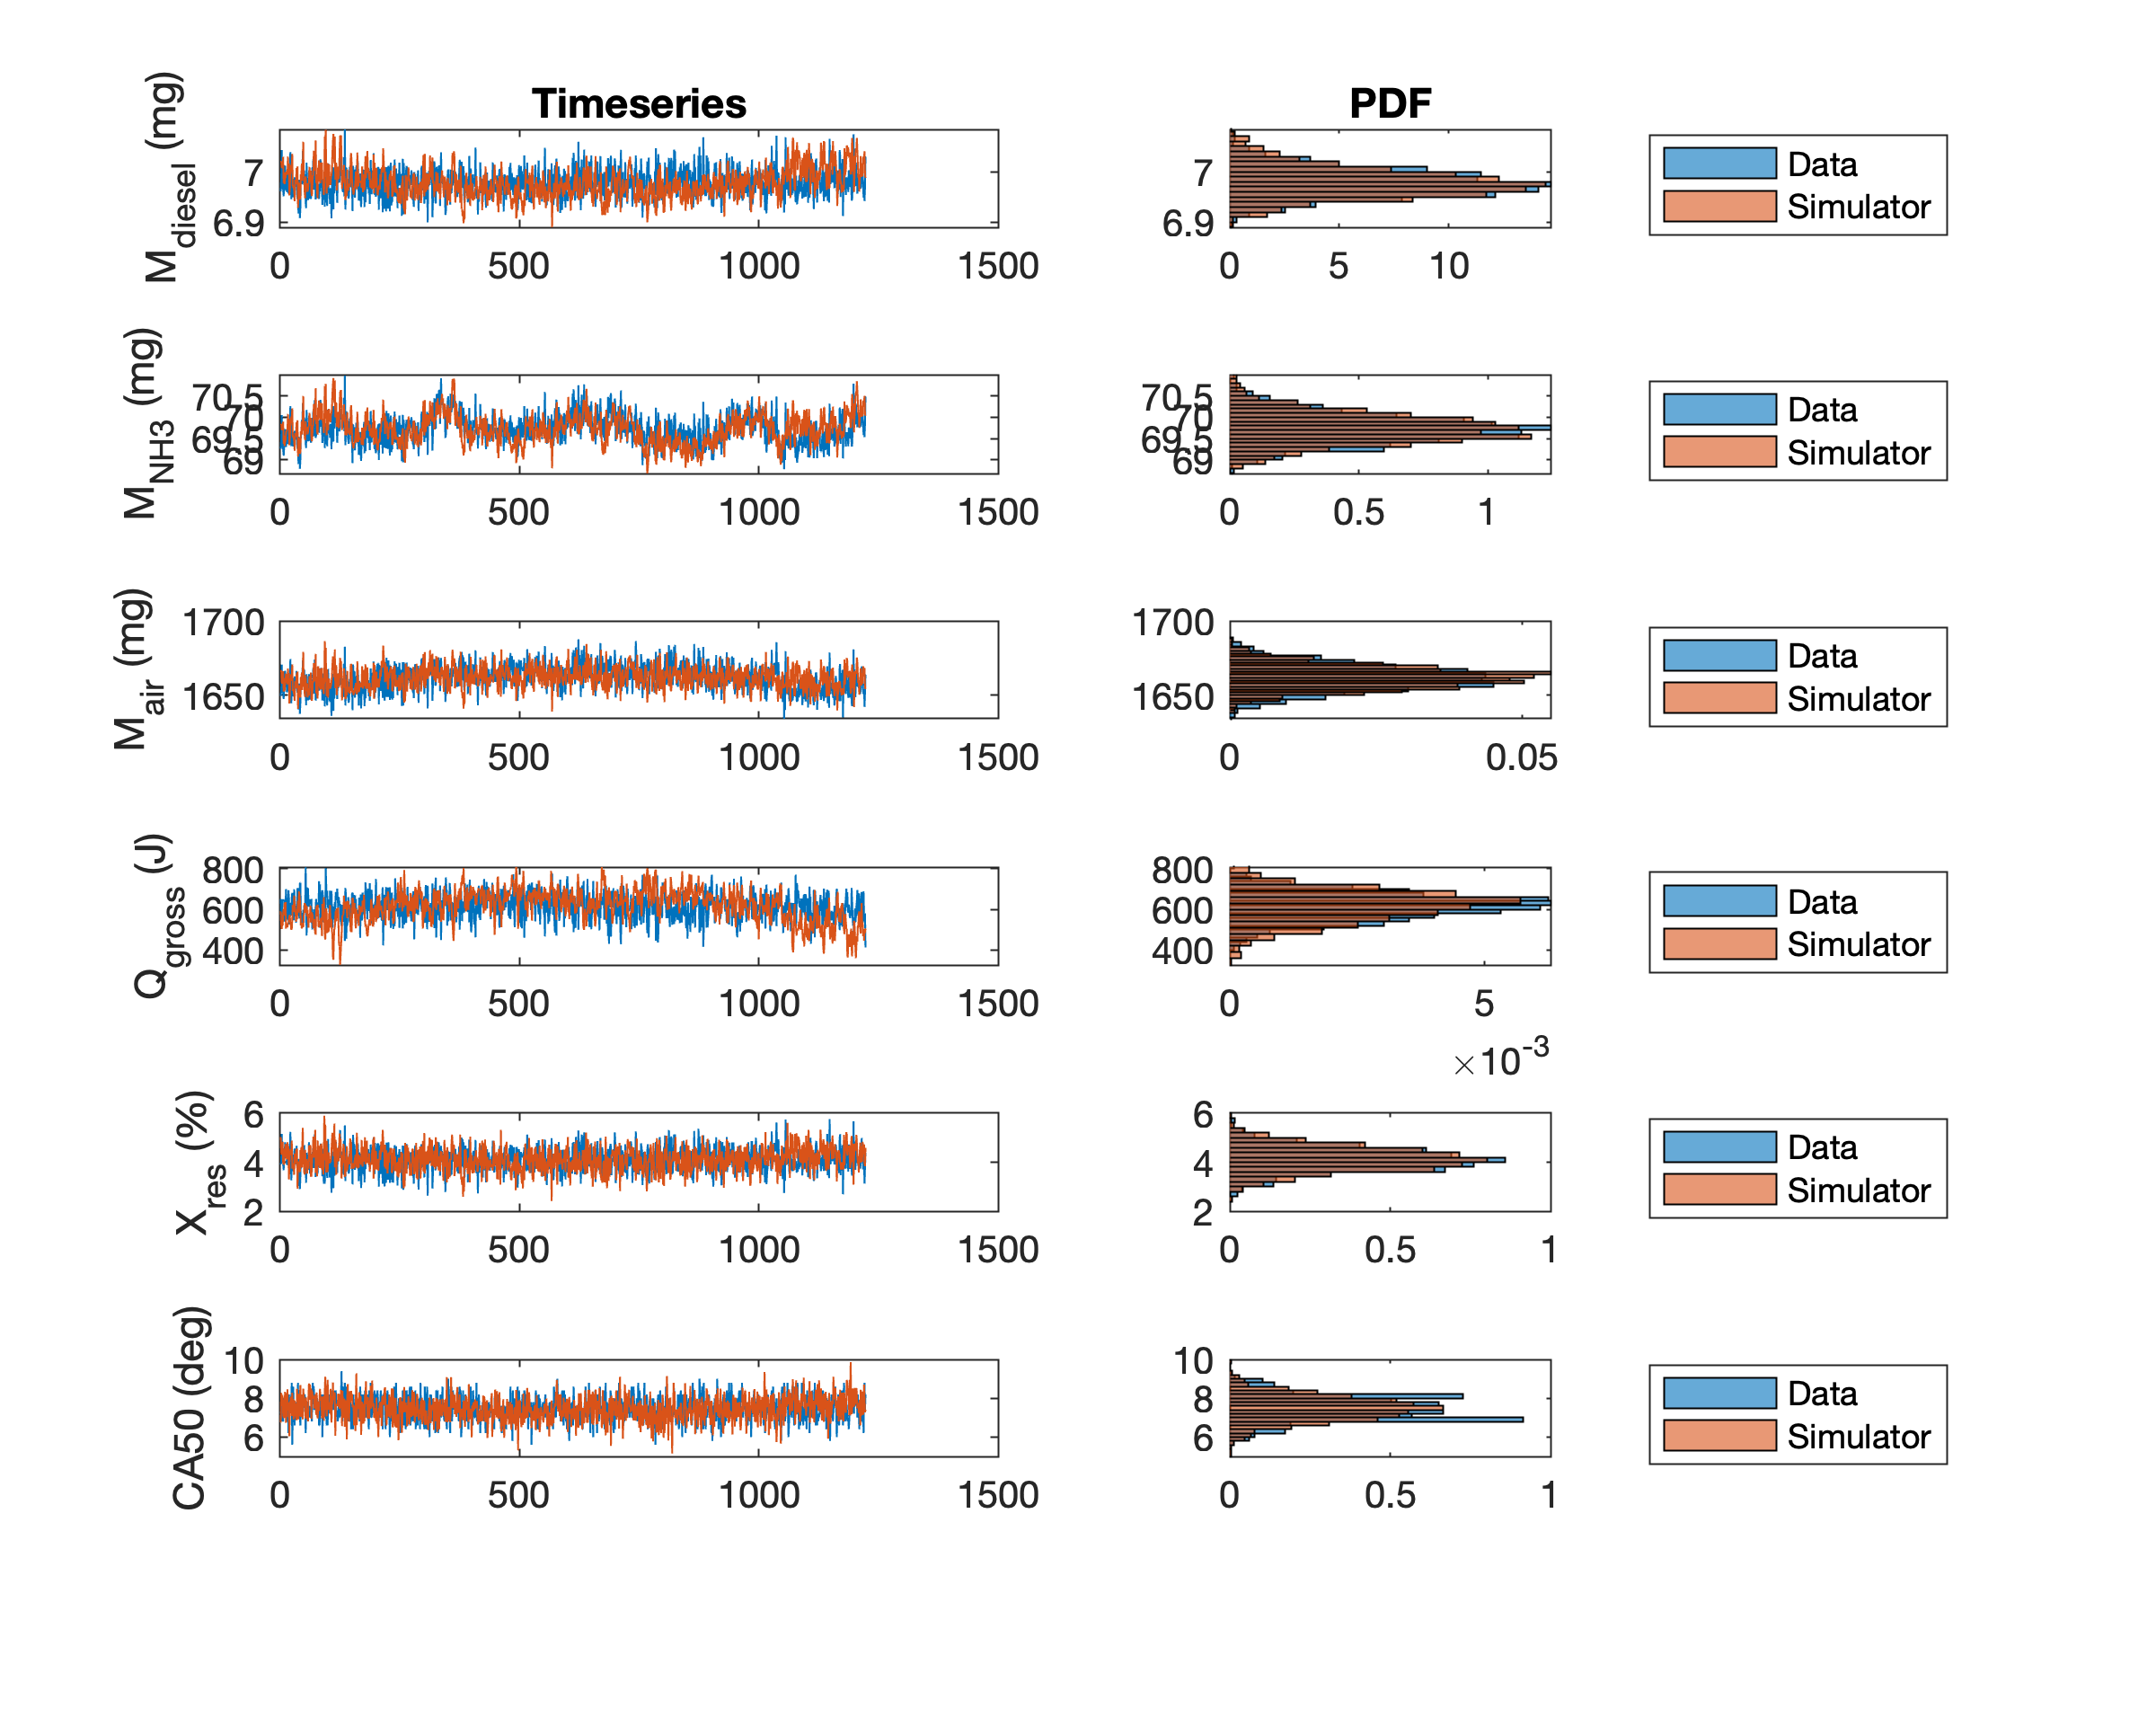 Timeseries PDF
M_diesel (mg)
7
6.9
0 500 1000 1500
7
6.9
0 5 10
Data
Simulator
M_NH3 (mg)
70.5
70
69.5
69
0 500 1000 1500
70.5
70
69.5
69
0 0.5 1
Data
Simulator
M_air (mg)
1700
1650
0 500 1000 1500
1700
1650
0 0.05
Data
Simulator
Q_gross (J)
800
600
400
0 500 1000 1500
800
600
400
0 5
×10^-3
Data
Simulator
X_res (%)
6
4
2
0 500 1000 1500
6
4
2
0 0.5 1
Data
Simulator
CA50 (deg)
10
8
6
0 500 1000 1500
10
8
6
0 0.5 1
Data
Simulator